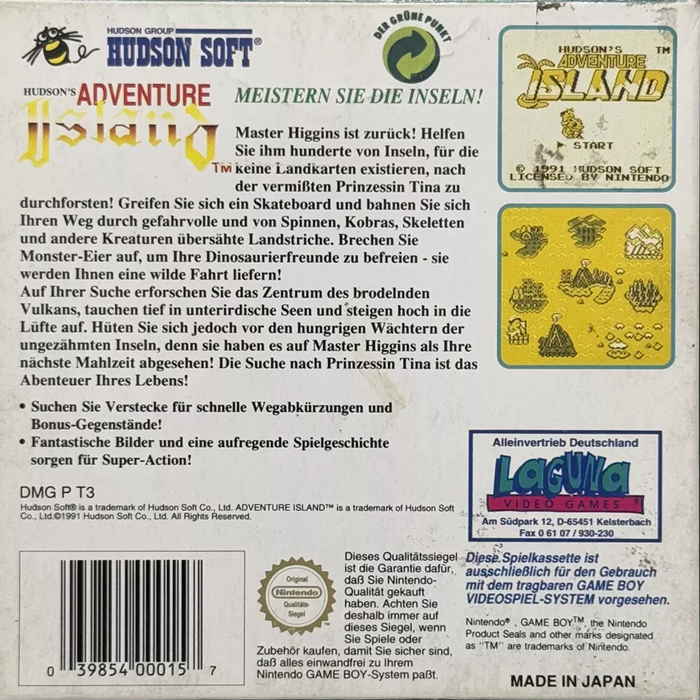 HUDSON GROUP
HUDSON SOFT®
DER GRÜNE PUNKT
HUDSON'S ADVENTURE
Island
TM
MEISTERN SIE DIE INSELN!
Master Higgins ist zurück! Helfen
Sie ihm hunderte von Inseln, für die
keine Landkarten existieren, nach
der vermißten Prinzessin Tina zu
durchforsten! Greifen Sie sich ein Skateboard und bahnen Sie sich
Ihren Weg durch gefahrvolle und von Spinnen, Kobras, Skeletten
und andere Kreaturen übersähte Landstriche. Brechen Sie
Monster-Eier auf, um Ihre Dinosaurierfreunde zu befreien - sie
werden Ihnen eine wilde Fahrt liefern!
Auf Ihrer Suche erforschen Sie das Zentrum des brodelnden
Vulkans, tauchen tief in unterirdische Seen und steigen hoch in die
Lüfte auf. Hüten Sie sich jedoch vor den hungrigen Wächtern der
ungezähmten Inseln, denn sie haben es auf Master Higgins als Ihre
nächste Mahlzeit abgesehen! Die Suche nach Prinzessin Tina ist das
Abenteuer Ihres Lebens!
• Suchen Sie Verstecke für schnelle Wegabkürzungen und
Bonus-Gegenstände!
• Fantastische Bilder und eine aufregende Spielgeschichte
sorgen für Super-Action!
DMG P T3
Hudson Soft® is a trademark of Hudson Soft Co., Ltd. ADVENTURE ISLAND™ is a trademark of Hudson Soft
Co., Ltd.©1991 Hudson Soft Co., Ltd. All Rights Reserved.
HUDSON'S TM
ADVENTURE
ISLAND
START
© 1991 HUDSON SOFT
LICENSED BY NINTENDO
Alleinvertrieb Deutschland
LAGUNA
VIDEO GAMES®
Am Südpark 12, D-65451 Kelsterbach
Fax 0 61 07 / 930-230
0 39854 00015 7
Original
Nintendo
Qualitäts-
Siegel
Dieses Qualitätssiegel
ist die Garantie dafür,
daß Sie Nintendo-
Qualität gekauft
haben. Achten Sie
deshalb immer auf
dieses Siegel, wenn
Sie Spiele oder
Zubehör kaufen, damit Sie sicher sind,
daß alles einwandfrei zu Ihrem
Nintendo GAME BOY-System paßt.
Diese Spielkassette ist
ausschließlich für den Gebrauch
mit dem tragbaren GAME BOY
VIDEOSPIEL-SYSTEM vorgesehen.
Nintendo®, GAME BOY™, the Nintendo
Product Seals and other marks designated
as "TM" are trademarks of Nintendo.
MADE IN JAPAN